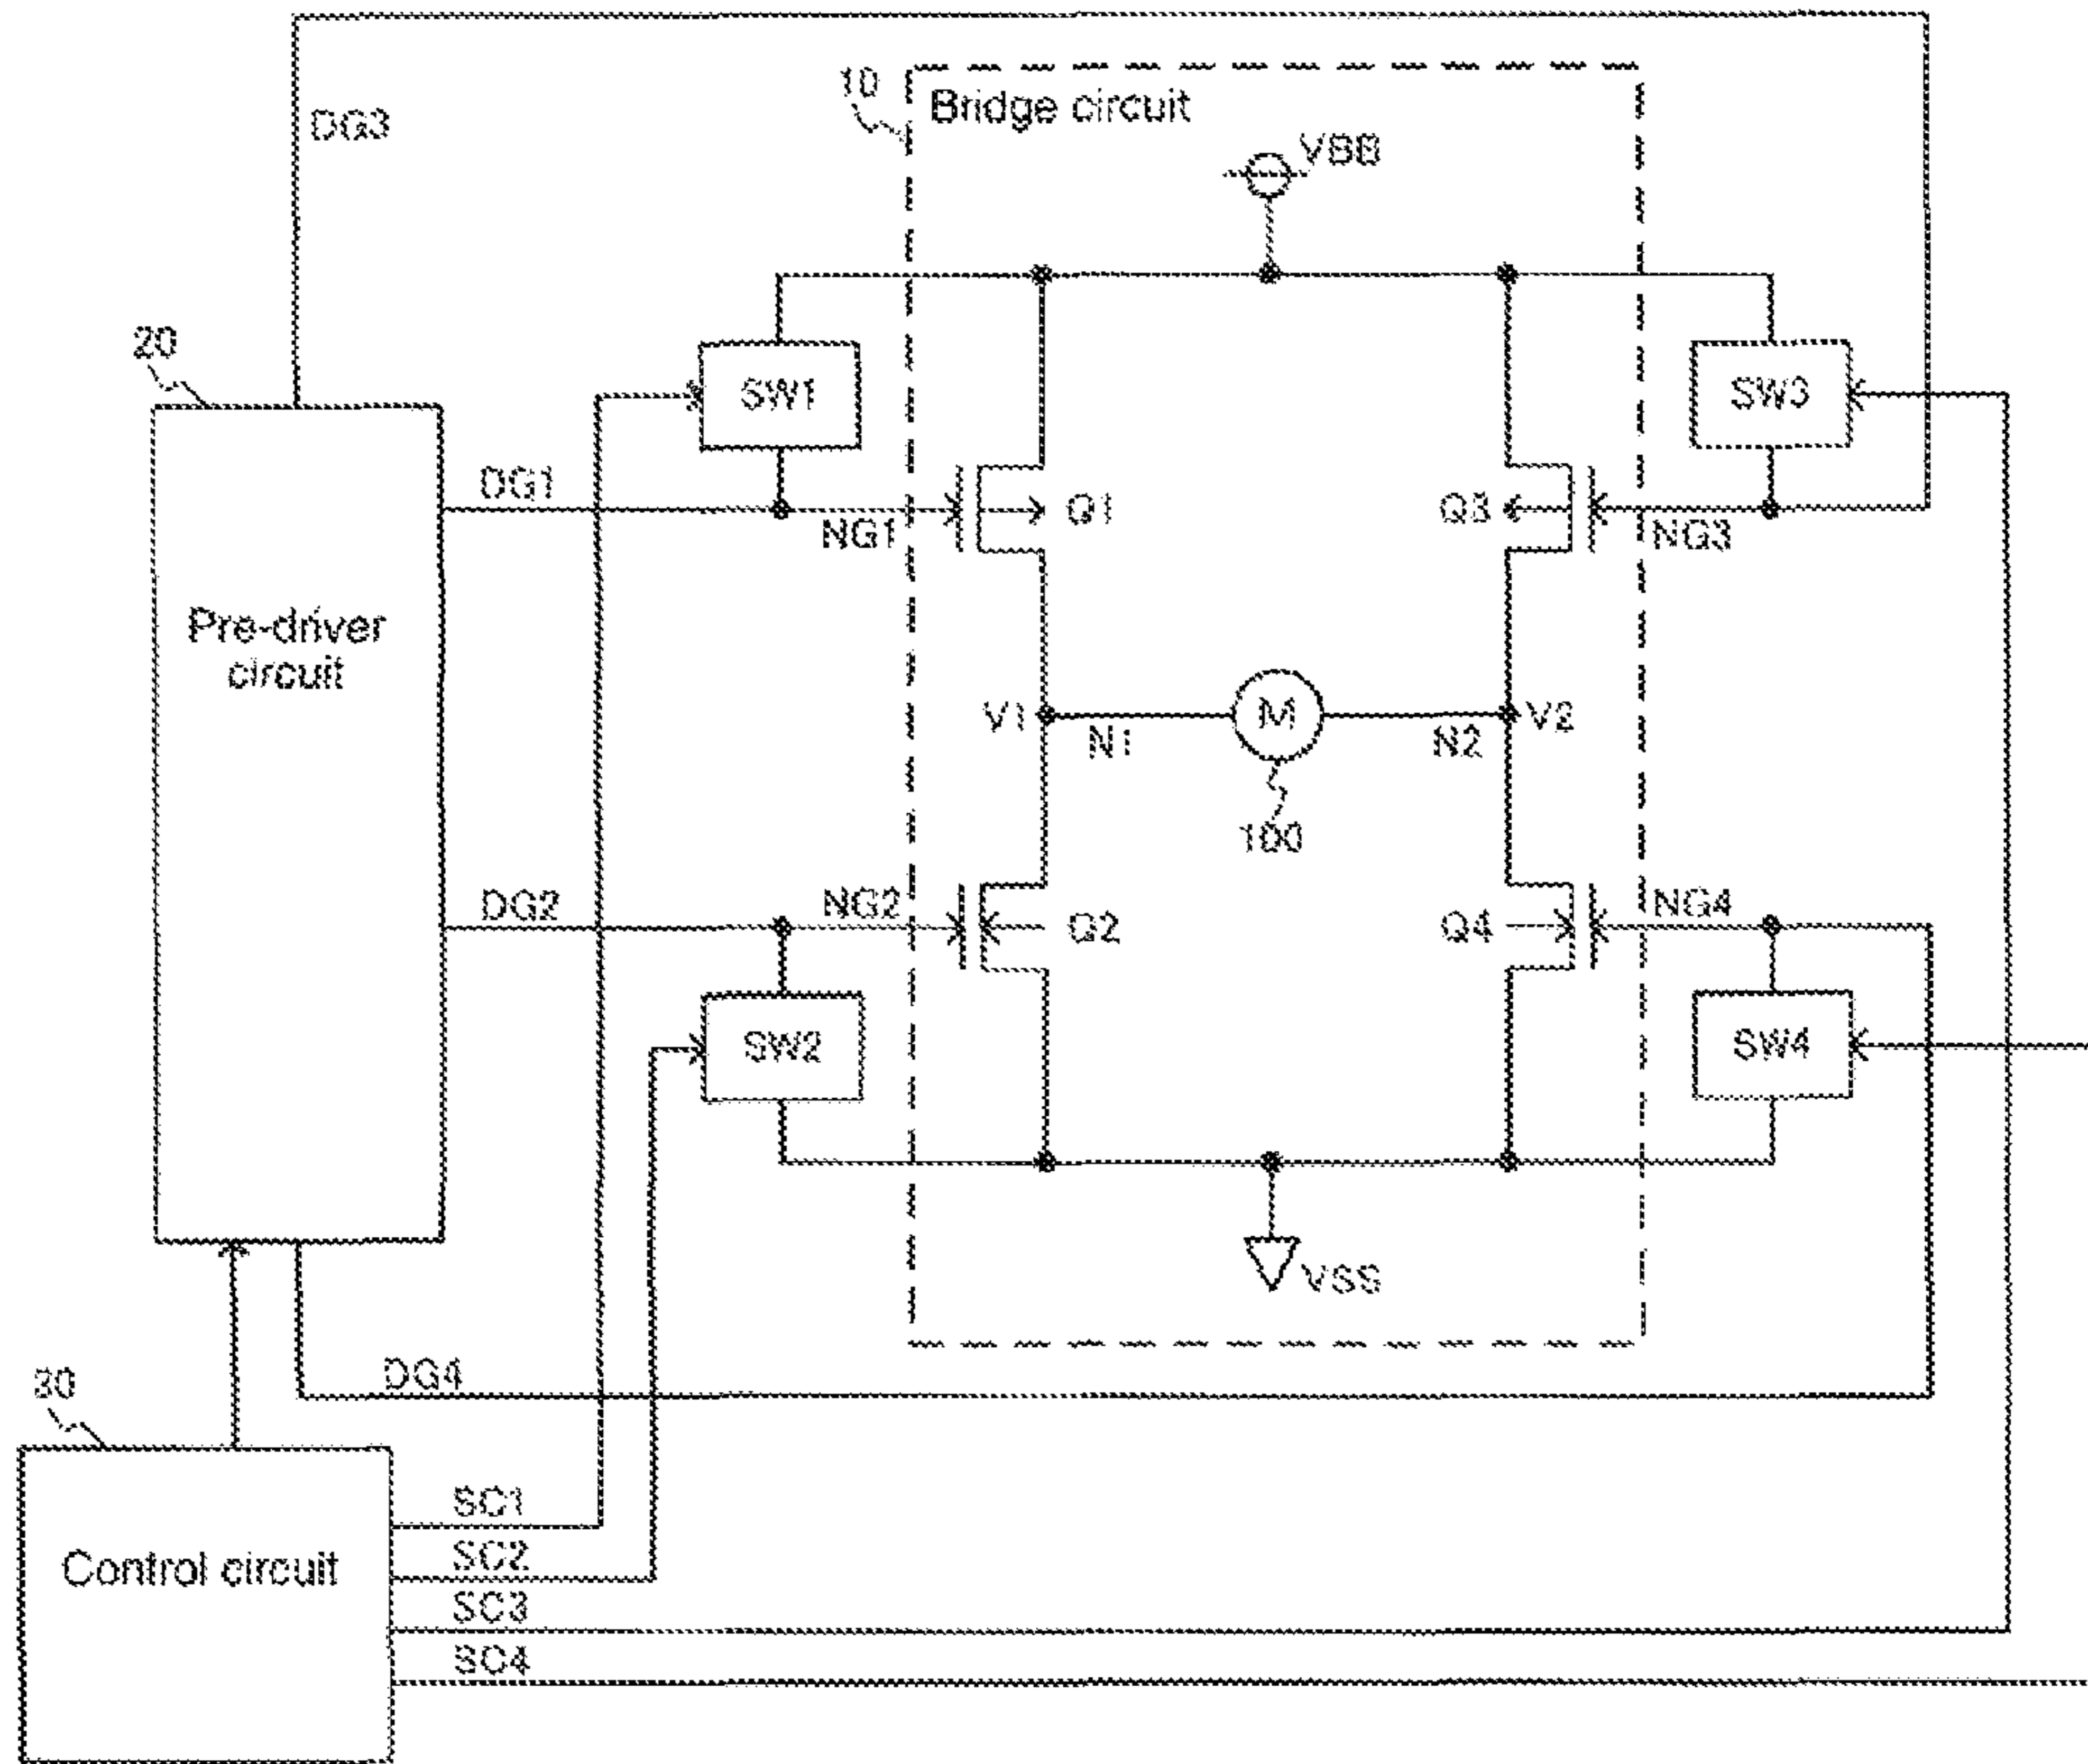 DG3
10
Bridge circuit
VBB
20
SW1
SW3
DG1
NG1
Q1
Q3
NG3
Pre-driver
circuit
V1
N1
M
N2
V2
100
DG2
NG2
Q2
Q4
NG4
SW2
SW4
VSS
DG4
30
SC1
SC2
SC3
SC4
Control circuit